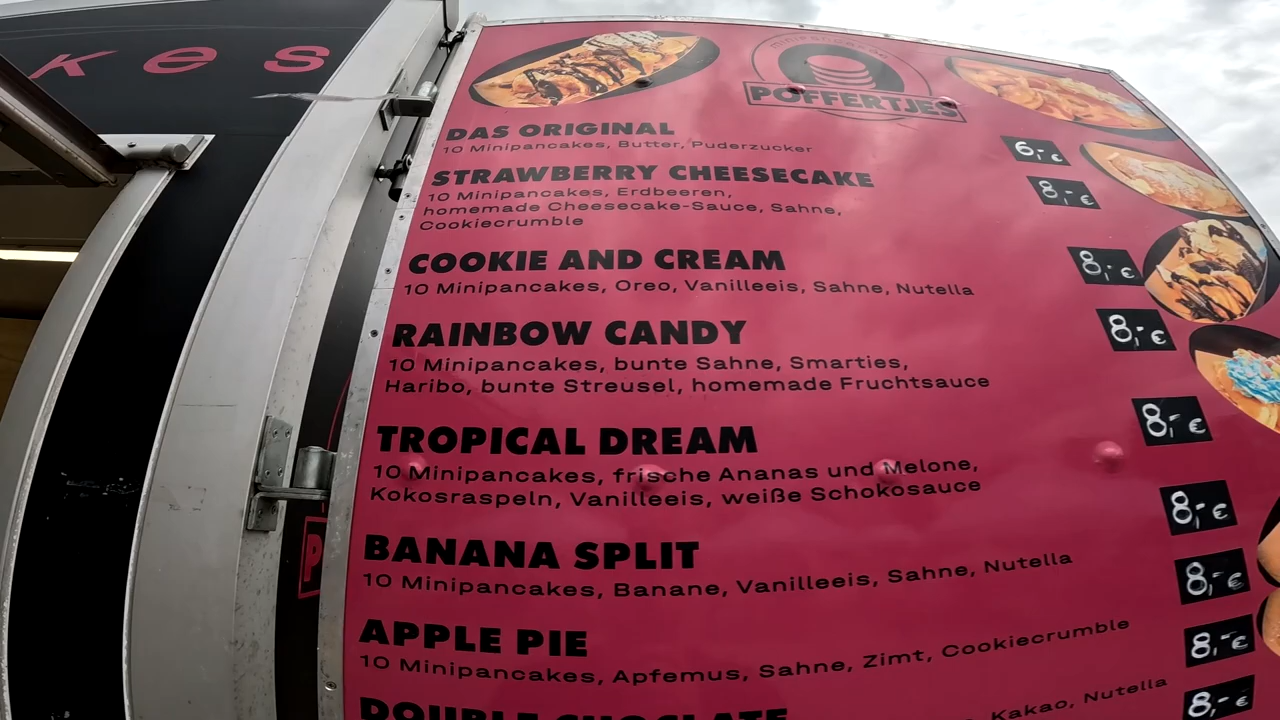 kes
POFFERTJES
DAS ORIGINAL
10 Minipancakes, Butter, Puderzucker
6,- €
STRAWBERRY CHEESECAKE
10 Minipancakes, Erdbeeren,
homemade Cheesecake-Sauce, Sahne,
Cookiecrumble
8,- €
COOKIE AND CREAM
10 Minipancakes, Oreo, Vanilleeis, Sahne, Nutella
8,- €
RAINBOW CANDY
10 Minipancakes, bunte Sahne, Smarties,
Haribo, bunte Streusel, homemade Fruchtsauce
8,- €
TROPICAL DREAM
10 Minipancakes, frische Ananas und Melone,
Kokosraspeln, Vanilleeis, weiße Schokosauce
8,- €
BANANA SPLIT
10 Minipancakes, Banane, Vanilleeis, Sahne, Nutella
8,- €
APPLE PIE
10 Minipancakes, Apfemus, Sahne, Zimt, Cookiecrumble
8,- €
DOUBLE CHOCLATE
Kakao, Nutella
8,- €
8,- €
P